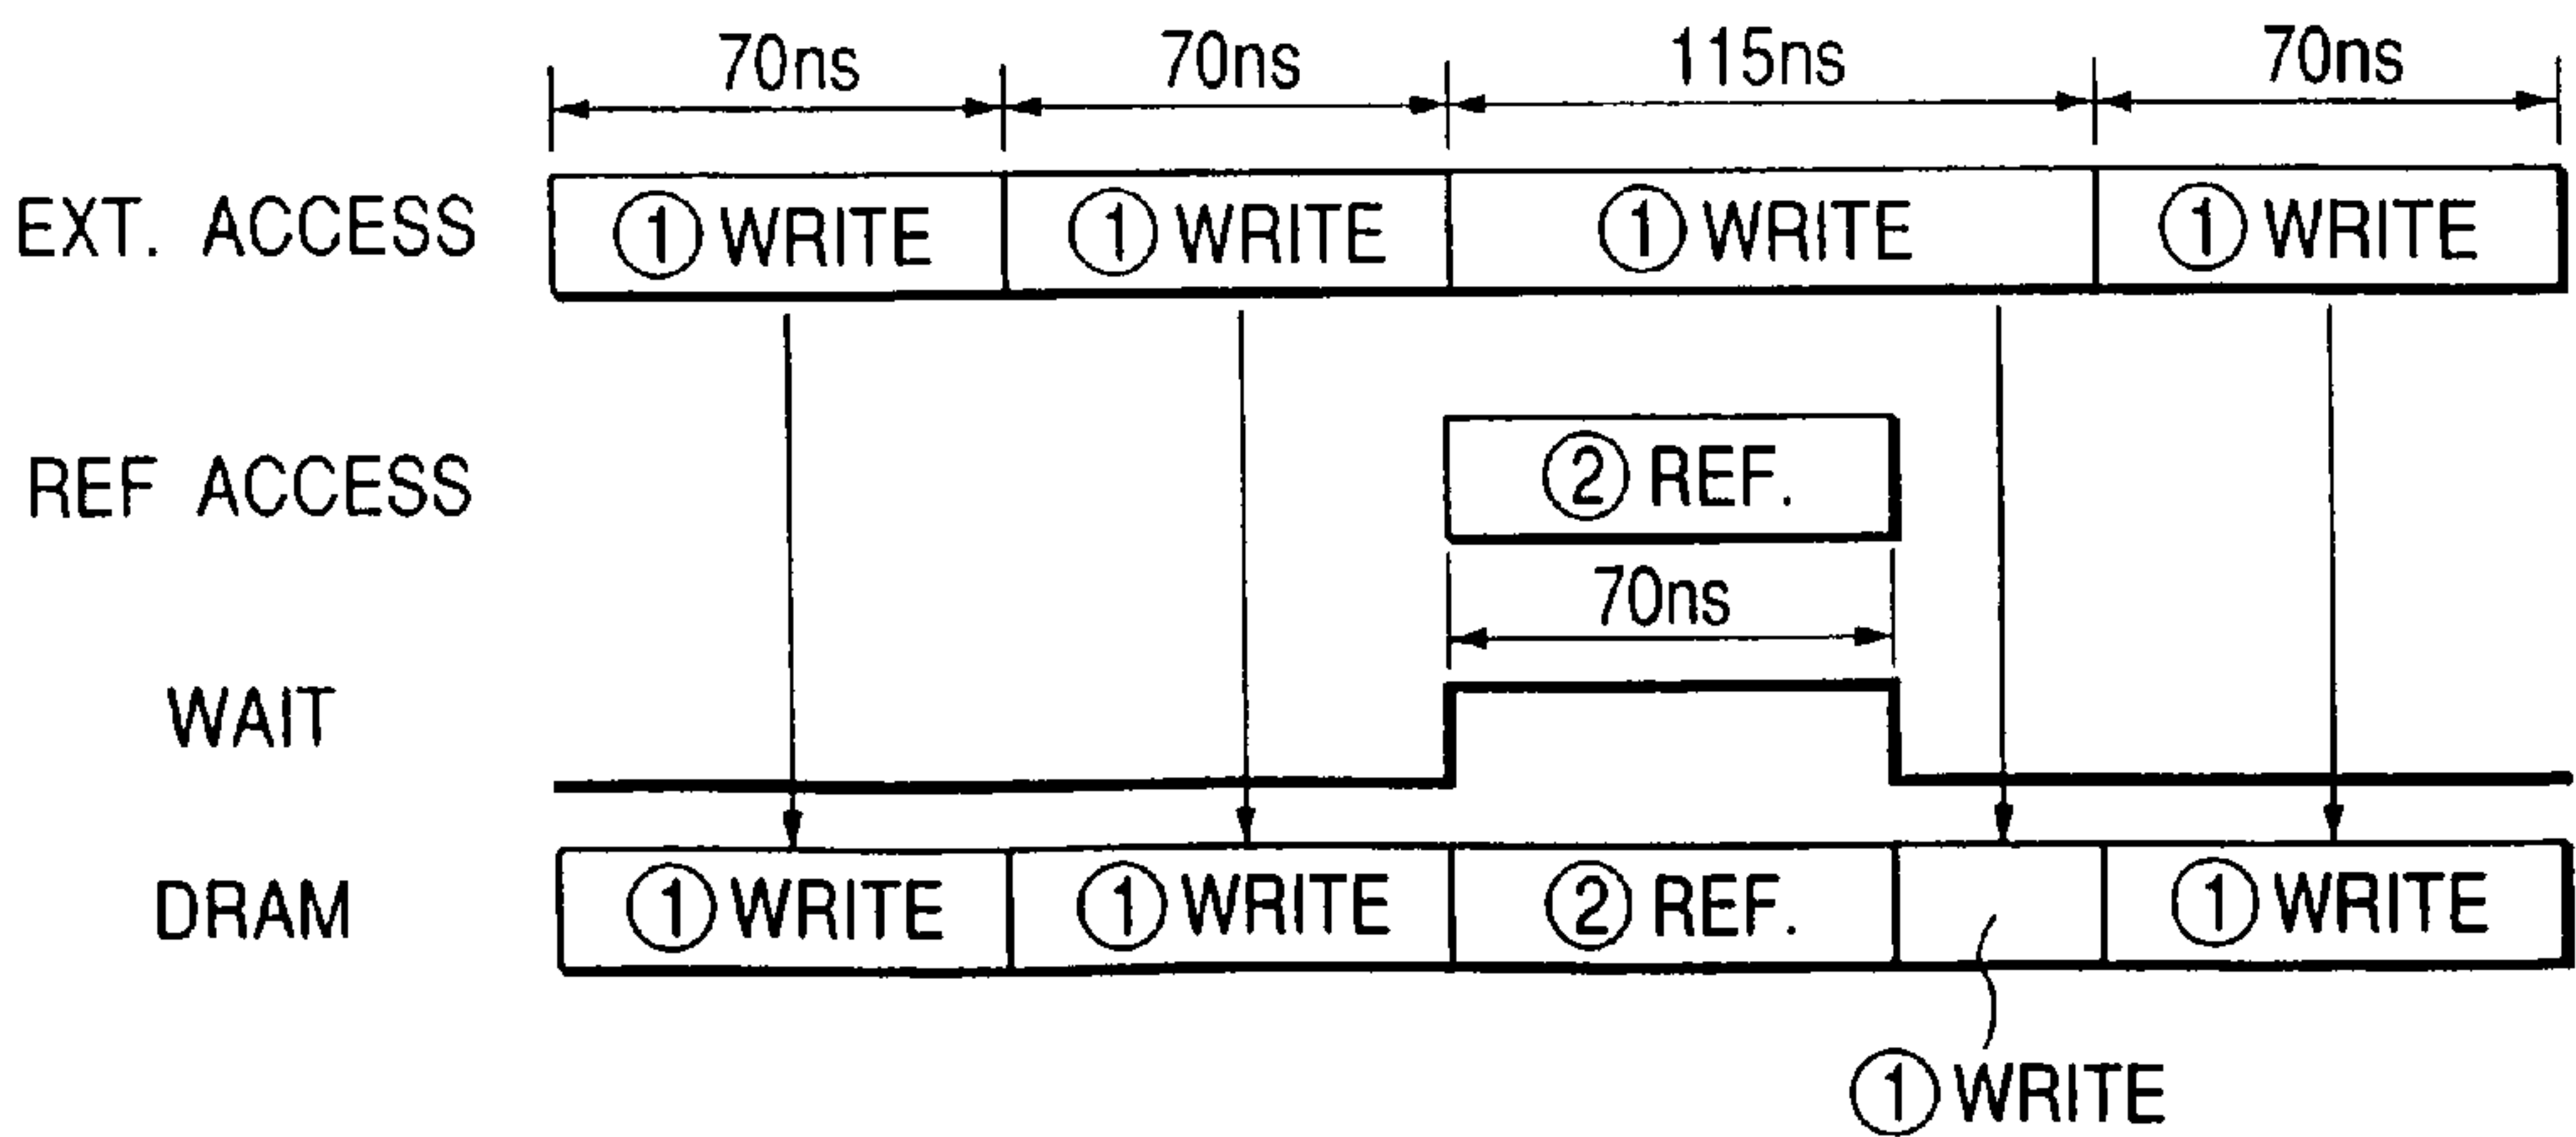 70ns 70ns 115ns 70ns
EXT. ACCESS ① WRITE ① WRITE ① WRITE ① WRITE
REF ACCESS ② REF.
70ns
WAIT
DRAM ① WRITE ① WRITE ② REF. ① WRITE
① WRITE